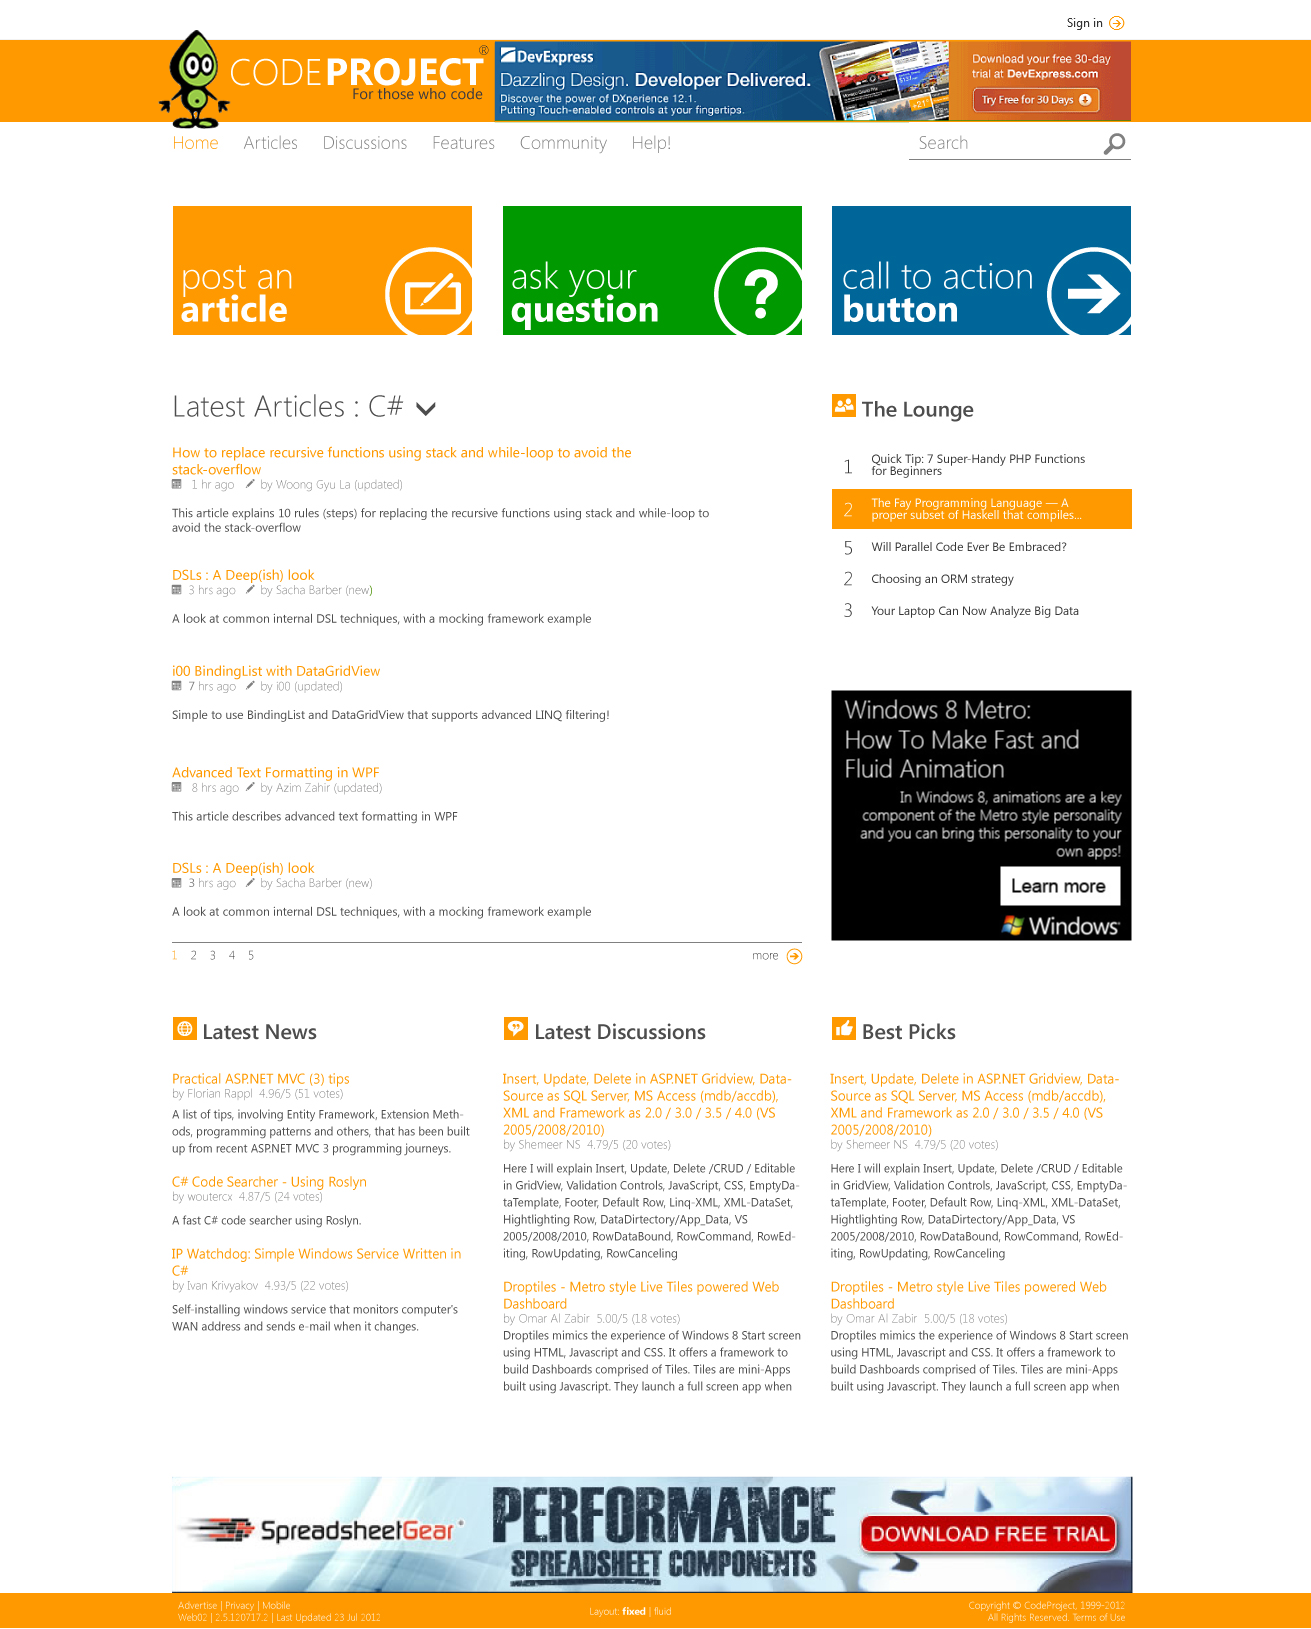 Sign in
CODEPROJECT®
For those who code
DevExpress
Dazzling Design. Developer Delivered.
Discover the power of DXperience 12.1.
Putting Touch-enabled controls at your fingertips.
Download your free 30-day
trial at DevExpress.com
Try Free for 30 Days
Home Articles Discussions Features Community Help!
Search
post an
article
ask your
question
?
call to action
button
Latest Articles : C#
How to replace recursive functions using stack and while-loop to avoid the
stack-overflow
1 hr ago by Woong Gyu La (updated)
This article explains 10 rules (steps) for replacing the recursive functions using stack and while-loop to
avoid the stack-overflow
DSLs : A Deep(ish) look
3 hrs ago by Sacha Barber (new)
A look at common internal DSL techniques, with a mocking framework example
i00 BindingList with DataGridView
7 hrs ago by i00 (updated)
Simple to use BindingList and DataGridView that supports advanced LINQ filtering!
Advanced Text Formatting in WPF
8 hrs ago by Azim Zahir (updated)
This article describes advanced text formatting in WPF
DSLs : A Deep(ish) look
3 hrs ago by Sacha Barber (new)
A look at common internal DSL techniques, with a mocking framework example
1 2 3 4 5
more
The Lounge
1 Quick Tip: 7 Super-Handy PHP Functions
for Beginners
2 The Fay Programming Language — A
proper subset of Haskell that compiles...
5 Will Parallel Code Ever Be Embraced?
2 Choosing an ORM strategy
3 Your Laptop Can Now Analyze Big Data
Windows 8 Metro:
How To Make Fast and
Fluid Animation
In Windows 8, animations are a key
component of the Metro style personality
and you can bring this personality to your
own apps!
Learn more
Windows
Latest News
Practical ASP.NET MVC (3) tips
by Florian Rappl 4.96/5 (51 votes)
A list of tips, involving Entity Framework, Extension Meth-
ods, programming patterns and others, that has been built
up from recent ASP.NET MVC 3 programming journeys.
C# Code Searcher - Using Roslyn
by woutercx 4.87/5 (24 votes)
A fast C# code searcher using Roslyn.
IP Watchdog: Simple Windows Service Written in
C#
by Ivan Krivyakov 4.93/5 (22 votes)
Self-installing windows service that monitors computer's
WAN address and sends e-mail when it changes.
Latest Discussions
Insert, Update, Delete in ASP.NET Gridview, Data-
Source as SQL Server, MS Access (mdb/accdb),
XML and Framework as 2.0 / 3.0 / 3.5 / 4.0 (VS
2005/2008/2010)
by Shemeer NS 4.79/5 (20 votes)
Here I will explain Insert, Update, Delete /CRUD / Editable
in GridView, Validation Controls, JavaScript, CSS, EmptyDa-
taTemplate, Footer, Default Row, Linq-XML, XML-DataSet,
Hightlighting Row, DataDirtectory/App_Data, VS
2005/2008/2010, RowDataBound, RowCommand, RowEd-
iting, RowUpdating, RowCanceling
Droptiles - Metro style Live Tiles powered Web
Dashboard
by Omar Al Zabir 5.00/5 (18 votes)
Droptiles mimics the experience of Windows 8 Start screen
using HTML, Javascript and CSS. It offers a framework to
build Dashboards comprised of Tiles. Tiles are mini-Apps
built using Javascript. They launch a full screen app when
Best Picks
Insert, Update, Delete in ASP.NET Gridview, Data-
Source as SQL Server, MS Access (mdb/accdb),
XML and Framework as 2.0 / 3.0 / 3.5 / 4.0 (VS
2005/2008/2010)
by Shemeer NS 4.79/5 (20 votes)
Here I will explain Insert, Update, Delete /CRUD / Editable
in GridView, Validation Controls, JavaScript, CSS, EmptyDa-
taTemplate, Footer, Default Row, Linq-XML, XML-DataSet,
Hightlighting Row, DataDirtectory/App_Data, VS
2005/2008/2010, RowDataBound, RowCommand, RowEd-
iting, RowUpdating, RowCanceling
Droptiles - Metro style Live Tiles powered Web
Dashboard
by Omar Al Zabir 5.00/5 (18 votes)
Droptiles mimics the experience of Windows 8 Start screen
using HTML, Javascript and CSS. It offers a framework to
build Dashboards comprised of Tiles. Tiles are mini-Apps
built using Javascript. They launch a full screen app when
SpreadsheetGear®
PERFORMANCE
SPREADSHEET COMPONENTS
DOWNLOAD FREE TRIAL
Advertise | Privacy | Mobile
Web02 | 2.5.120717.2 | Last Updated 23 Jul 2012
Layout: fixed | fluid
Copyright © CodeProject, 1999-2012
All Rights Reserved. Terms of Use